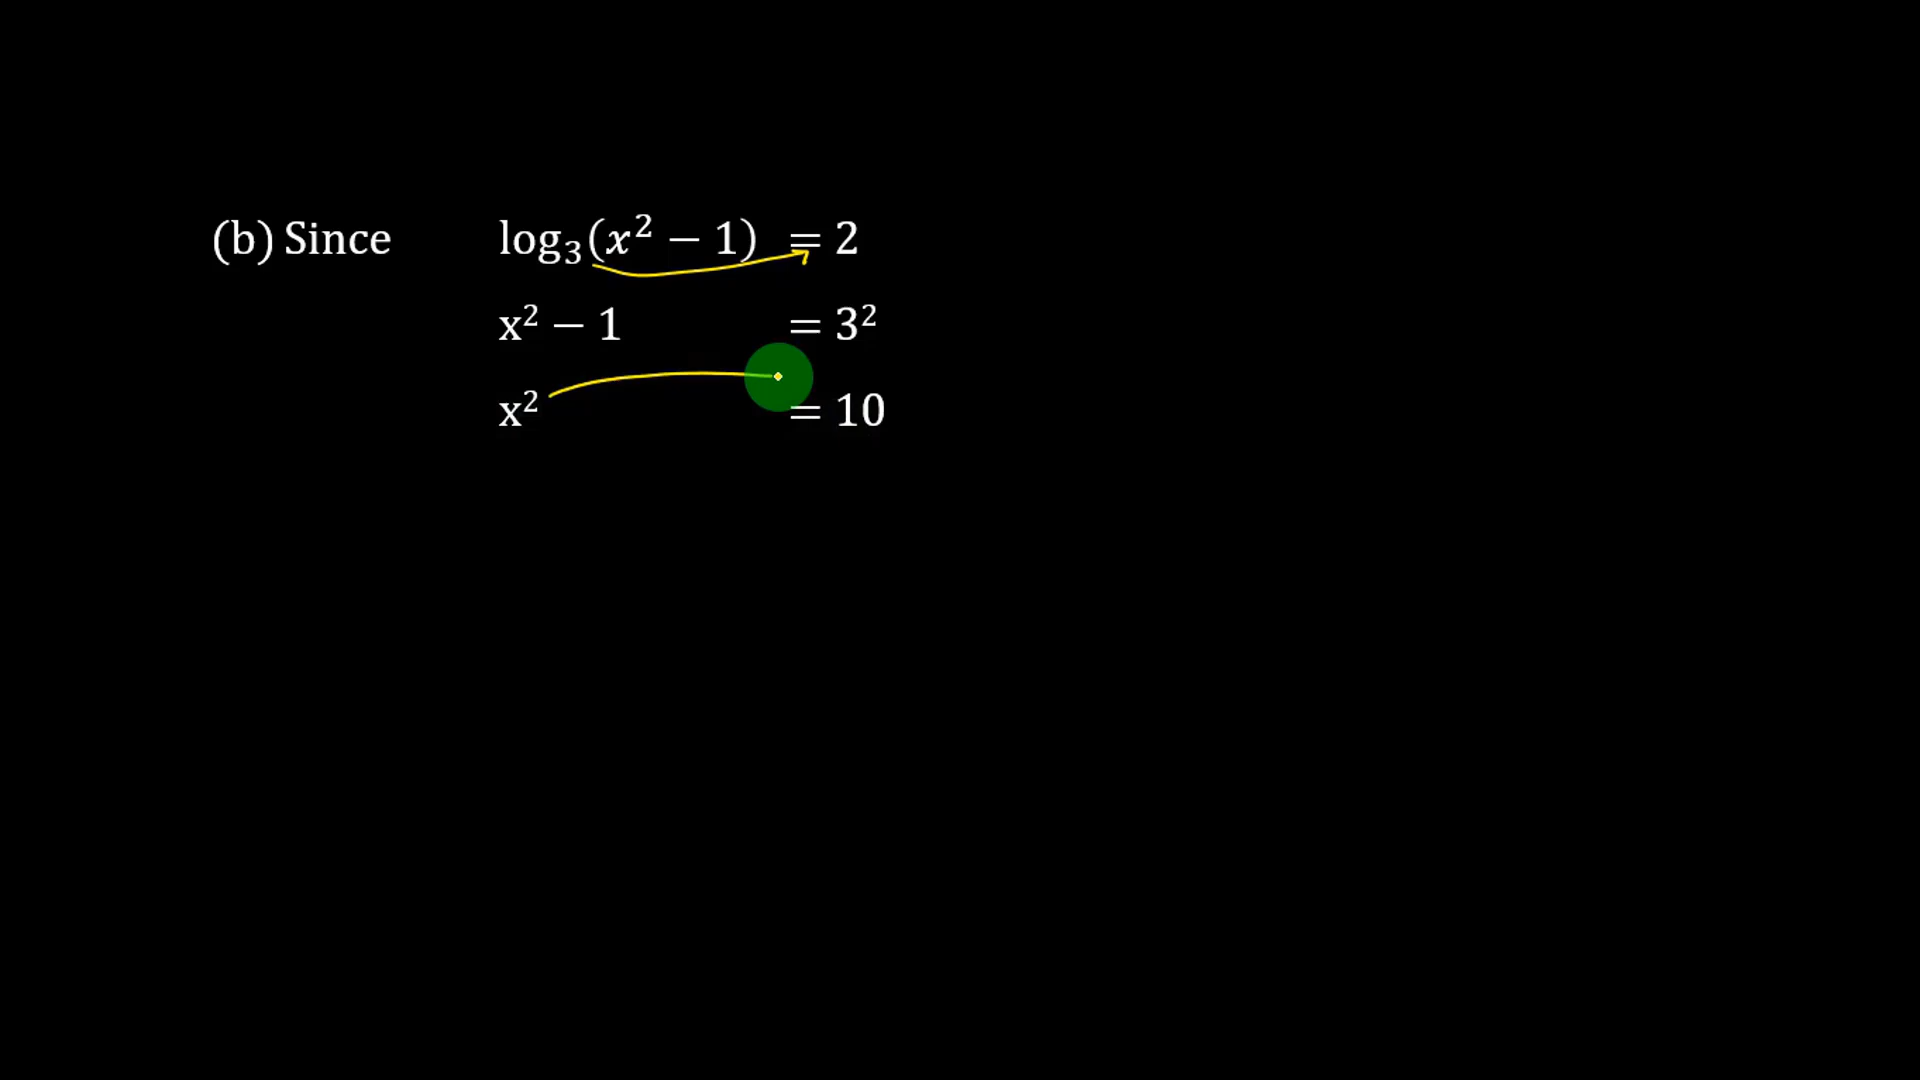 (b) Since log₃(x² − 1) = 2
x² − 1 = 3²
x² = 10